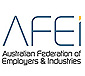 AFEi
Australian Federation of
Employers & Industries